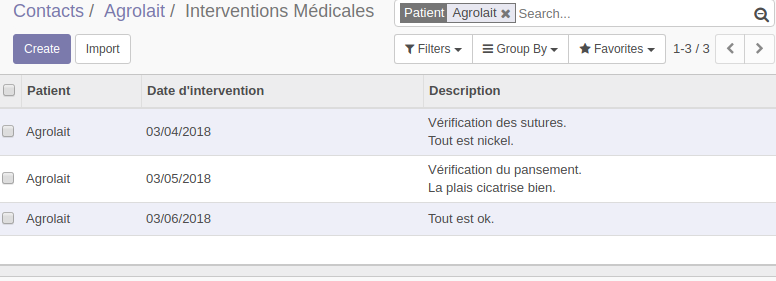 Contacts / Agrolait / Interventions Médicales
Patient Agrolait Search...
Create Import
Filters Group By Favorites 1-3 / 3
Patient Date d'intervention Description
Agrolait 03/04/2018 Vérification des sutures.
Tout est nickel.
Agrolait 03/05/2018 Vérification du pansement.
La plais cicatrise bien.
Agrolait 03/06/2018 Tout est ok.